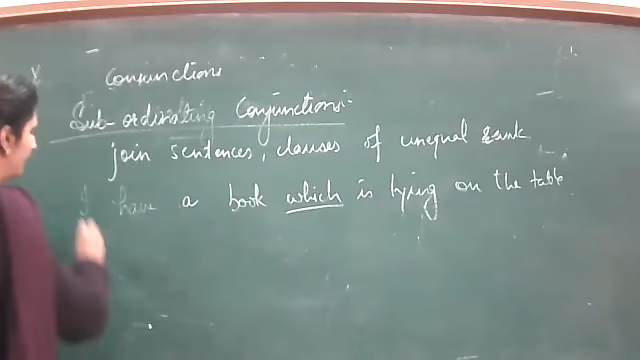 Conjunctions
Sub-ordinating Conjunctions:-
join sentences, clauses of unequal rank
I have a book which is lying on the table.